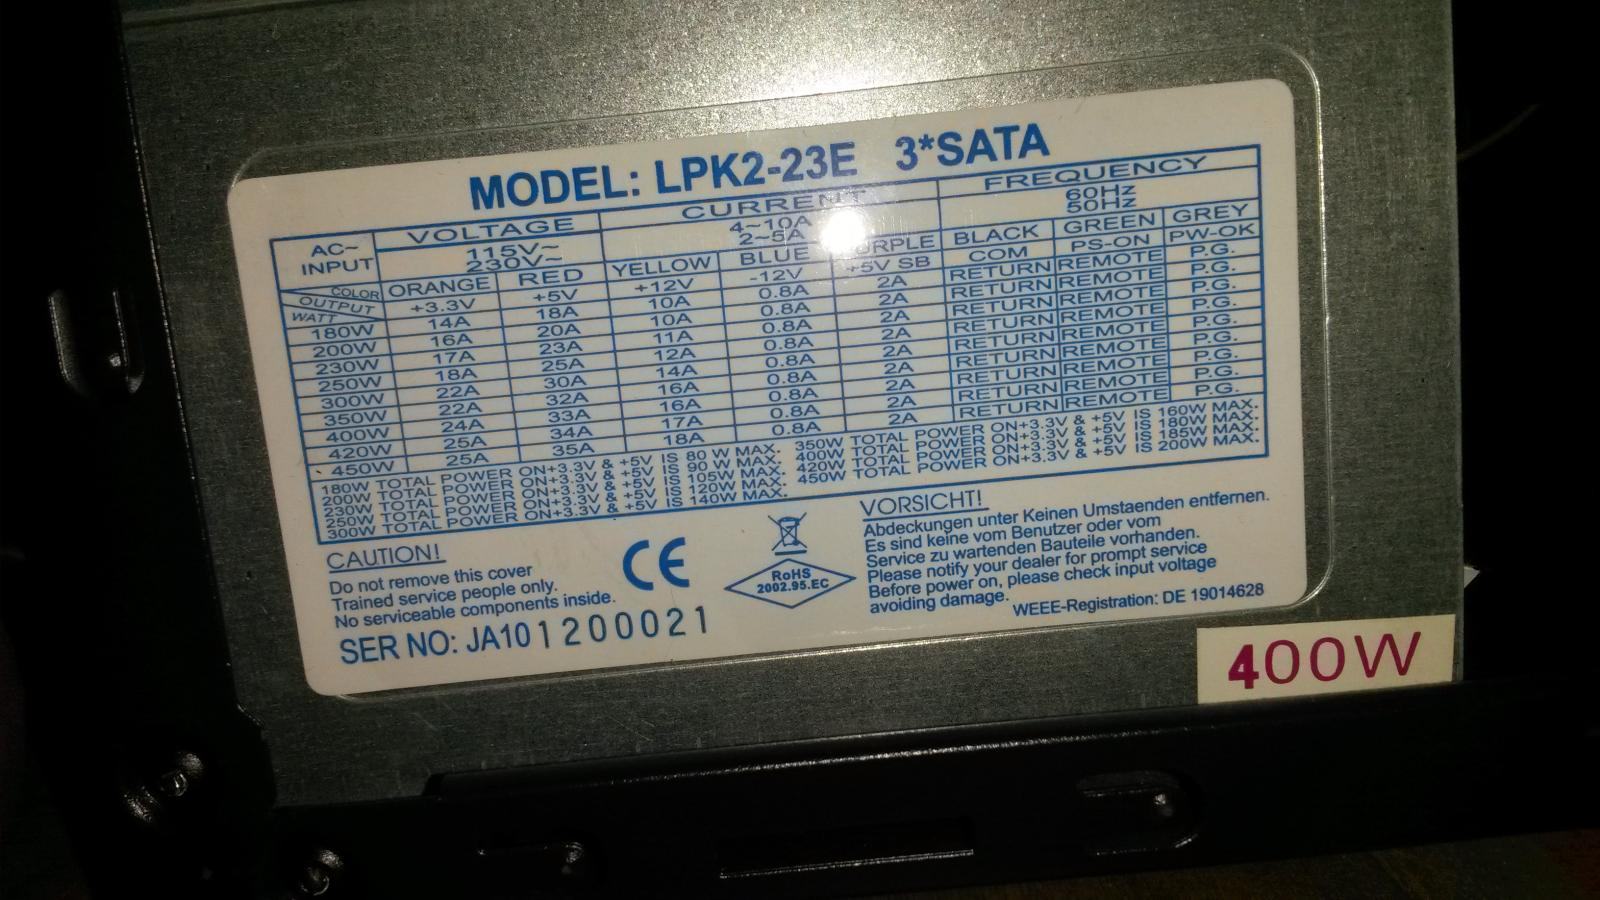 MODEL: LPK2-23E 3*SATA
AC~ INPUT VOLTAGE CURRENT FREQUENCY
115V~ 4~10A 60Hz
230V~ 2~5A 50Hz
COLOR ORANGE RED YELLOW BLUE PURPLE BLACK GREEN GREY
OUTPUT WATT +3.3V +5V +12V -12V +5V SB COM PS-ON PW-OK
180W 14A 18A 10A 0.8A 2A RETURN REMOTE P.G.
200W 16A 20A 10A 0.8A 2A RETURN REMOTE P.G.
230W 17A 23A 11A 0.8A 2A RETURN REMOTE P.G.
250W 18A 25A 12A 0.8A 2A RETURN REMOTE P.G.
300W 22A 30A 14A 0.8A 2A RETURN REMOTE P.G.
350W 22A 32A 16A 0.8A 2A RETURN REMOTE P.G.
400W 24A 33A 16A 0.8A 2A RETURN REMOTE P.G.
420W 25A 34A 17A 0.8A 2A RETURN REMOTE P.G.
450W 25A 35A 18A 0.8A 2A RETURN REMOTE P.G.
180W TOTAL POWER ON+3.3V & +5V IS 80 W MAX.
200W TOTAL POWER ON+3.3V & +5V IS 90 W MAX.
230W TOTAL POWER ON+3.3V & +5V IS 105W MAX.
250W TOTAL POWER ON+3.3V & +5V IS 120W MAX.
300W TOTAL POWER ON+3.3V & +5V IS 140W MAX.
350W TOTAL POWER ON+3.3V & +5V IS 160W MAX.
400W TOTAL POWER ON+3.3V & +5V IS 180W MAX.
420W TOTAL POWER ON+3.3V & +5V IS 185W MAX.
450W TOTAL POWER ON+3.3V & +5V IS 200W MAX.
CAUTION!
Do not remove this cover
Trained service people only.
No serviceable components inside.
SER NO: JA101200021
CE
RoHS
2002.95.EC
VORSICHT!
Abdeckungen unter Keinen Umstaenden entfernen.
Es sind keine vom Benutzer oder vom
Service zu wartenden Bauteile vorhanden.
Please notify your dealer for prompt service
Before power on, please check input voltage
avoiding damage.
WEEE-Registration: DE 19014628
400W